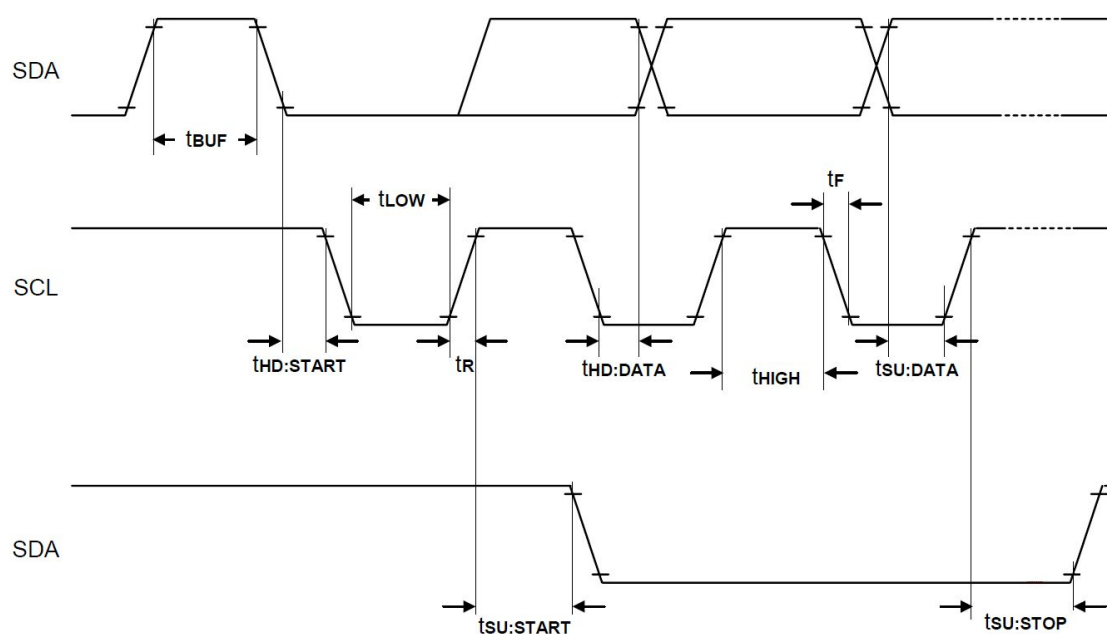 SDA
tBUF
tLOW
tF
SCL
tHD:START
tR
tHD:DATA
tHIGH
tSU:DATA
SDA
tSU:START
tSU:STOP